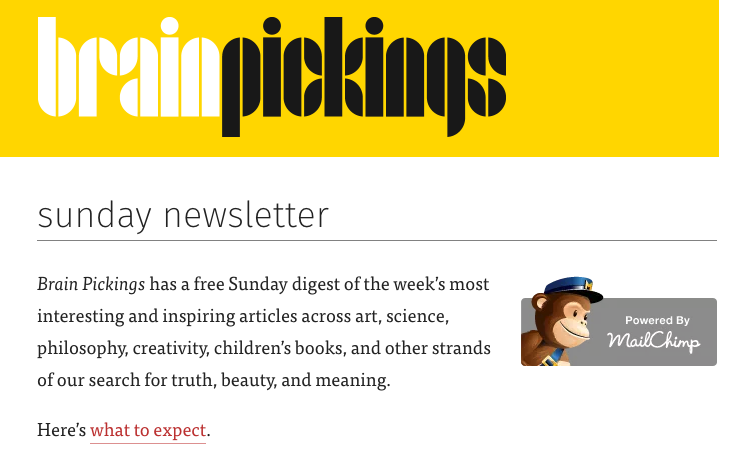 brainpickings
sunday newsletter
Brain Pickings has a free Sunday digest of the week’s most
interesting and inspiring articles across art, science,
philosophy, creativity, children’s books, and other strands
of our search for truth, beauty, and meaning.
Powered By
MailChimp
Here’s what to expect.